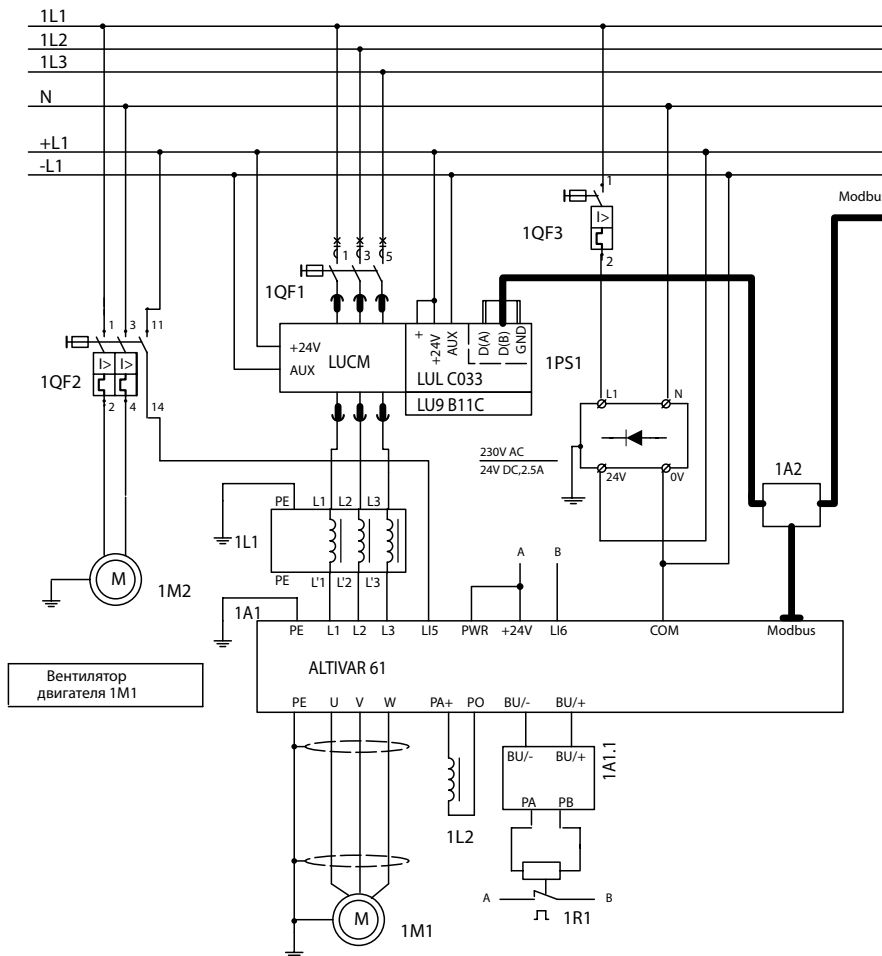 1L1
1L2
1L3
N
+L1
-L1
Modbus
1
1QF3
I>
2
1 3 5
1QF1
1 3 11
1QF2
I> I>
2 4 14
+24V
AUX
LUCM
+
+24V
AUX
D(A)
D(B)
GND
LUL C033
LU9 B11C
1PS1
L1 N
230V AC
24V DC,2.5A
24V 0V
1A2
PE L1 L2 L3
1L1
PE L'1 L'2 L'3
M
1M2
A B
1A1
PE L1 L2 L3 LI5 PWR +24V LI6 COM Modbus
ALTIVAR 61
Вентилятор
двигателя 1M1
PE U V W PA+ PO BU/- BU/+
BU/- BU/+
1A1.1
PA PB
1L2
A B
1R1
M
1M1